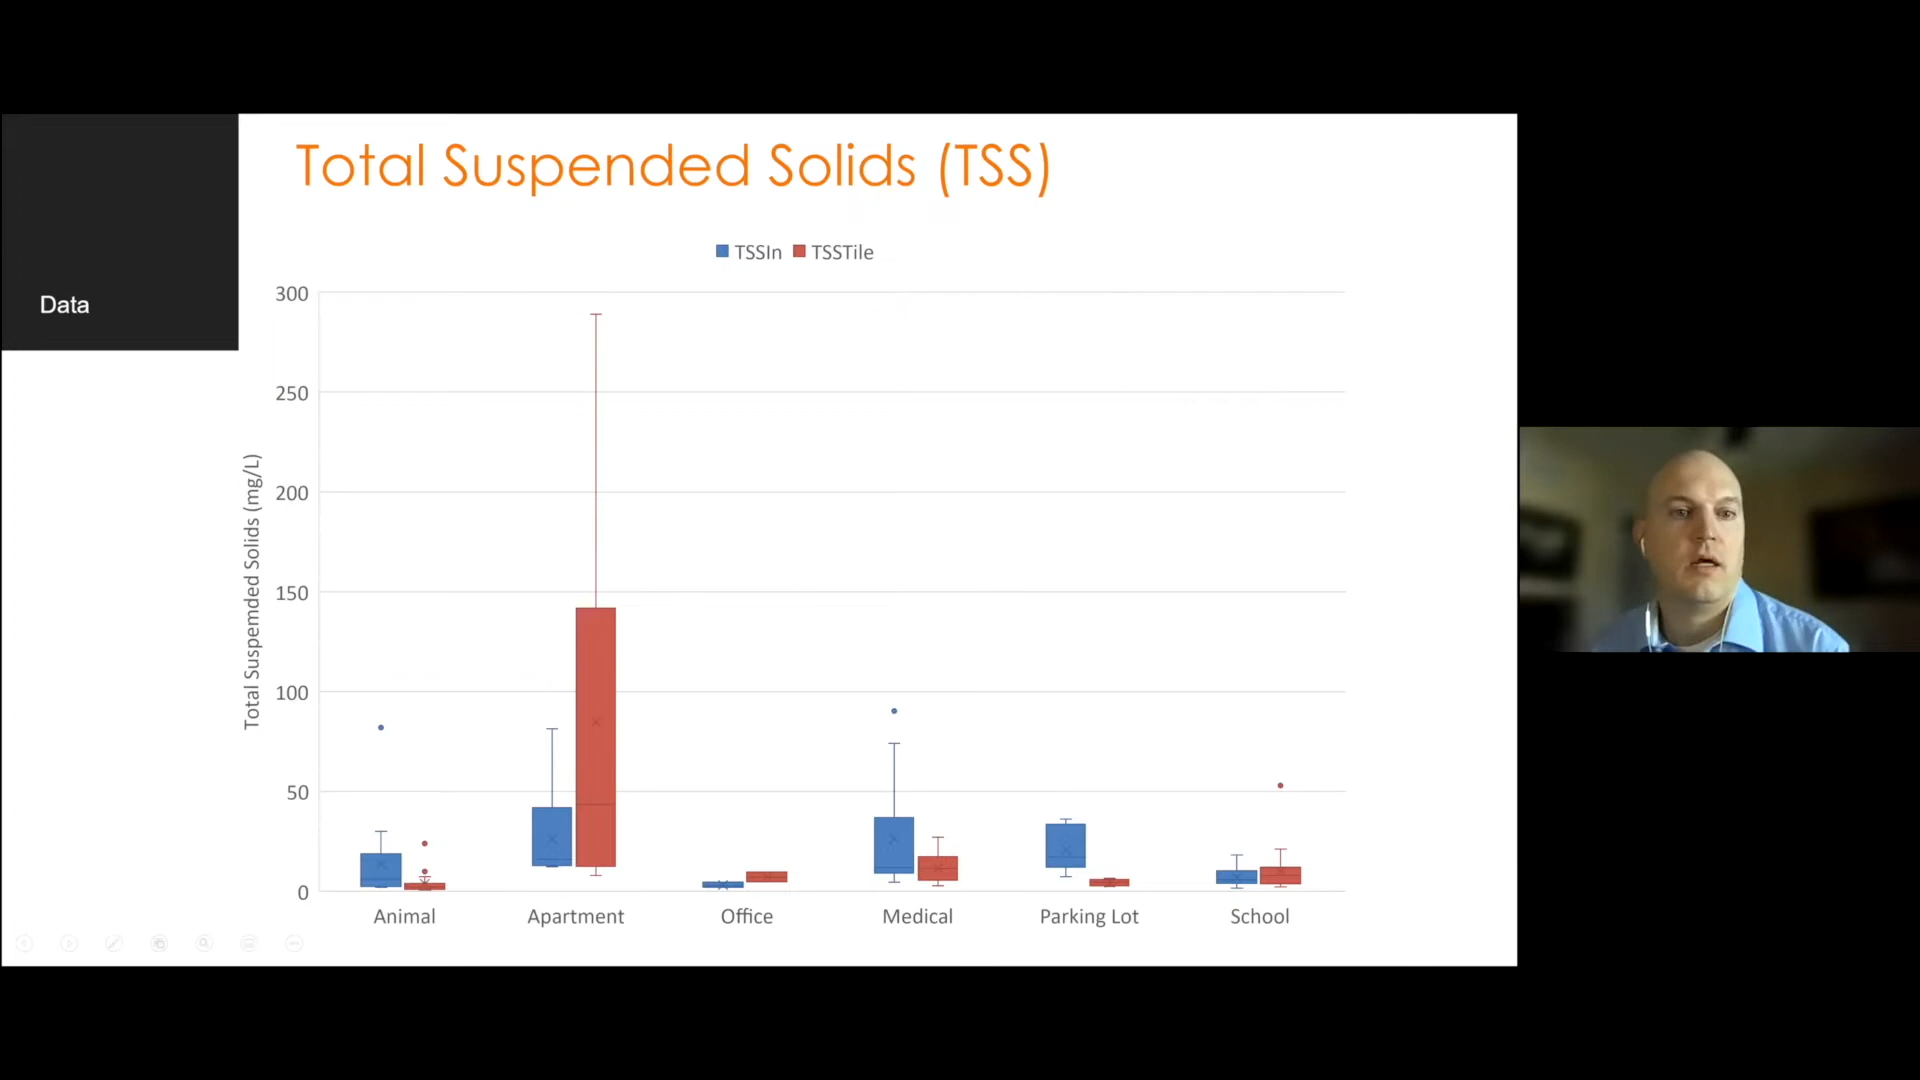 Total Suspended Solids (TSS)
Data
TSSIn TSSTile
Total Suspemded Solids (mg/L)
300
250
200
150
100
50
0
Animal Apartment Office Medical Parking Lot School